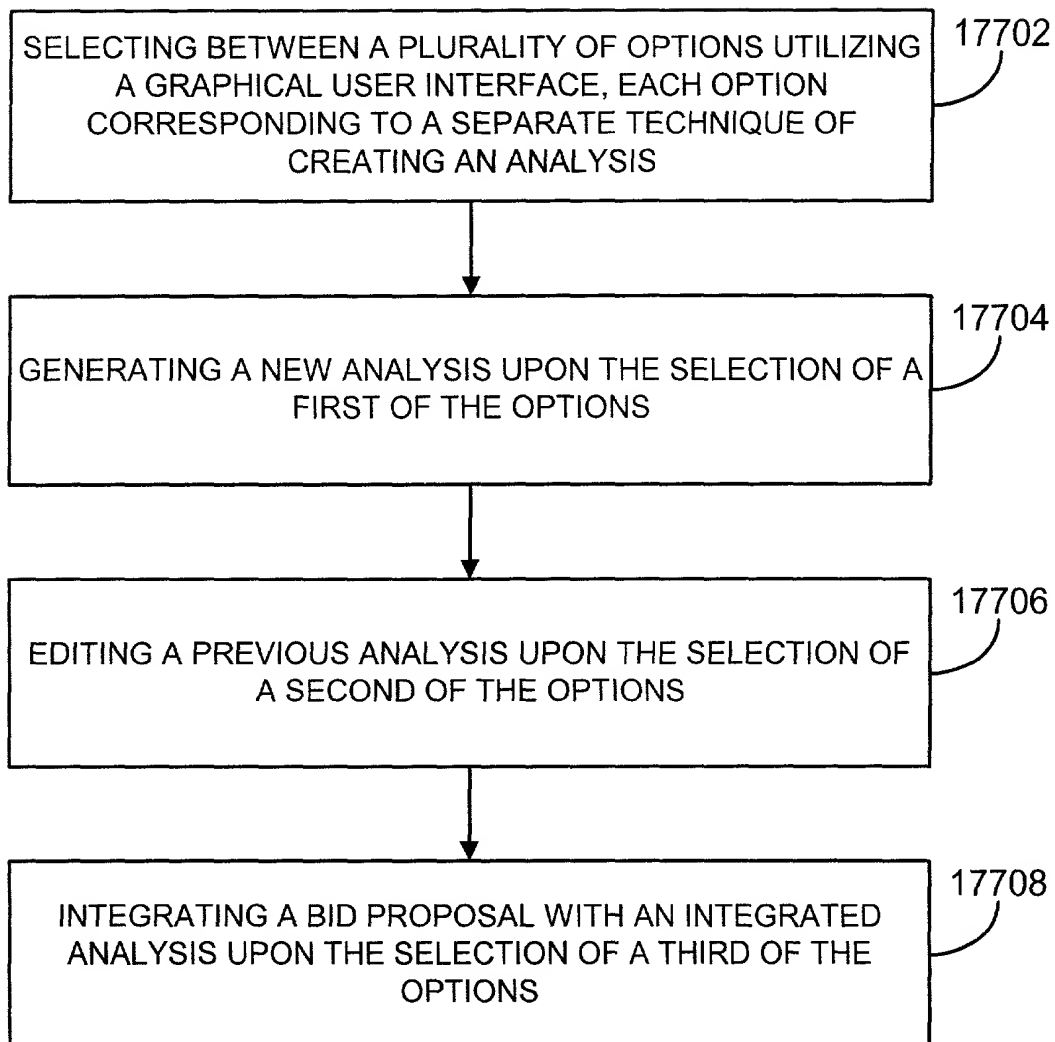 SELECTING BETWEEN A PLURALITY OF OPTIONS UTILIZING
A GRAPHICAL USER INTERFACE, EACH OPTION
CORRESPONDING TO A SEPARATE TECHNIQUE OF
CREATING AN ANALYSIS
17702
GENERATING A NEW ANALYSIS UPON THE SELECTION OF A
FIRST OF THE OPTIONS
17704
EDITING A PREVIOUS ANALYSIS UPON THE SELECTION OF
A SECOND OF THE OPTIONS
17706
INTEGRATING A BID PROPOSAL WITH AN INTEGRATED
ANALYSIS UPON THE SELECTION OF A THIRD OF THE
OPTIONS
17708